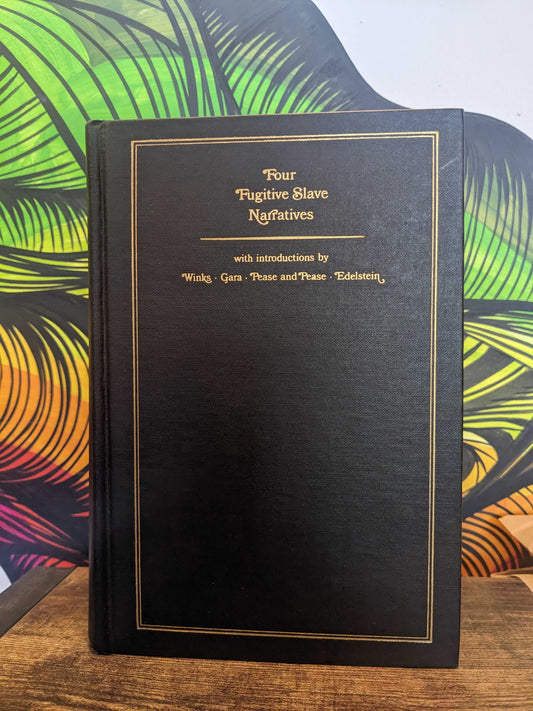 Four
Fugitive Slave
Narratives
with introductions by
Winks · Gara · Pease and Pease · Edelstein